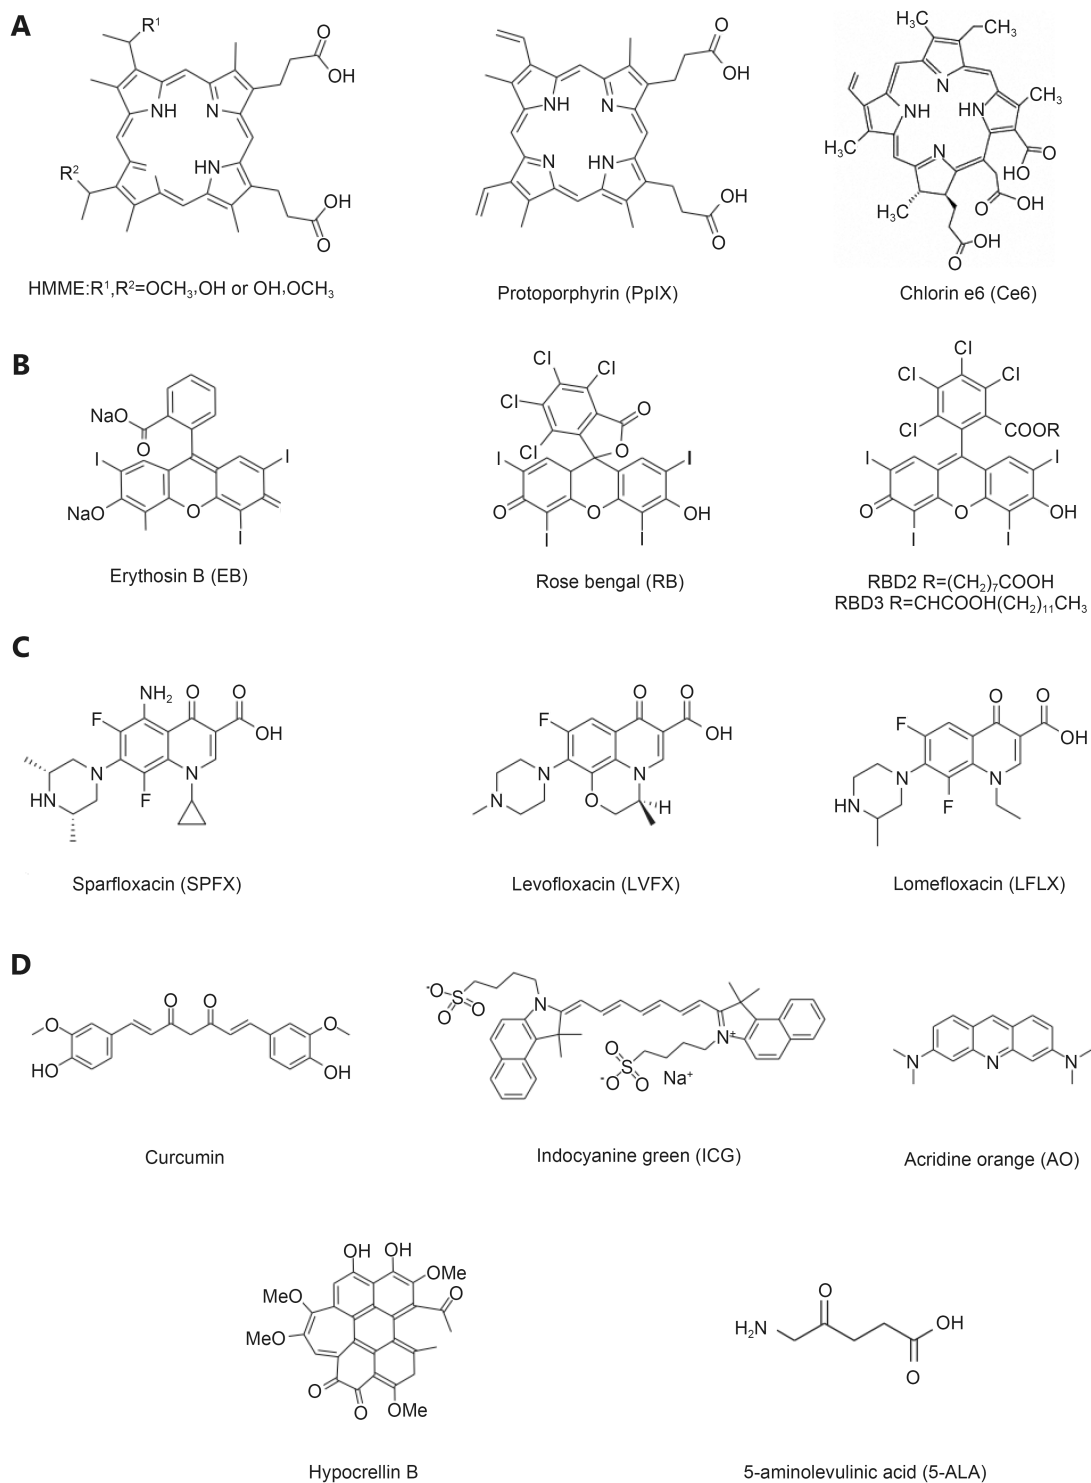 A
R¹
O
OH
NH
N
HN
R²
O
OH
HMME:R¹,R²=OCH₃,OH or OH,OCH₃
O
OH
NH
N
N
HN
OH
O
Protoporphyrin (PpIX)
H₃C
CH₃
N
NH
HN
CH₃
H₃C
N
O
HO
O
OH
H₃C
OH
O
Chlorin e6 (Ce6)
B
NaO
O
I
I
NaO
O
I
Erythosin B (EB)
Cl
Cl
Cl
O
Cl
O
I
I
O
O
OH
I
I
Rose bengal (RB)
Cl
Cl
Cl
Cl
COOR
I
I
O
O
OH
I
I
RBD2 R=(CH₂)₇COOH
RBD3 R=CHCOOH(CH₂)₁₁CH₃
C
NH₂
O
O
F
OH
N
N
F
HN
Sparfloxacin (SPFX)
O
O
F
OH
N
N
N
O
H
Levofloxacin (LVFX)
O
O
F
OH
N
N
F
HN
Lomefloxacin (LFLX)
D
O
O
O
O
HO
OH
Curcumin
⁻O
S
O
O
N
N⁺
O
S
⁻O
O
Na⁺
Indocyanine green (ICG)
N
N
N
Acridine orange (AO)
OH
OH
OMe
MeO
O
MeO
O
O
OMe
Hypocrellin B
O
H₂N
OH
O
5-aminolevulinic acid (5-ALA)